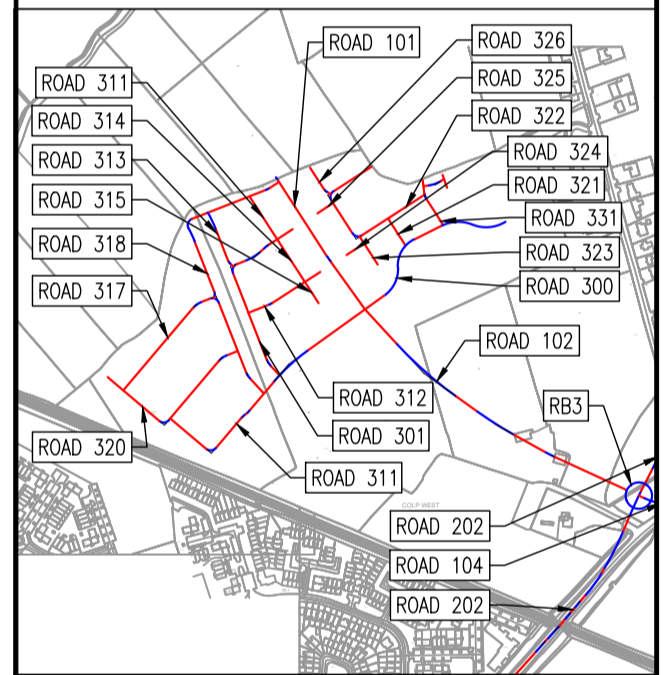 ROAD 101
ROAD 326
ROAD 311
ROAD 325
ROAD 314
ROAD 322
ROAD 313
ROAD 324
ROAD 315
ROAD 321
ROAD 318
ROAD 331
ROAD 323
ROAD 317
ROAD 300
ROAD 102
ROAD 312
RB3
ROAD 320
ROAD 301
ROAD 311
COLP WEST
ROAD 202
ROAD 104
ROAD 202